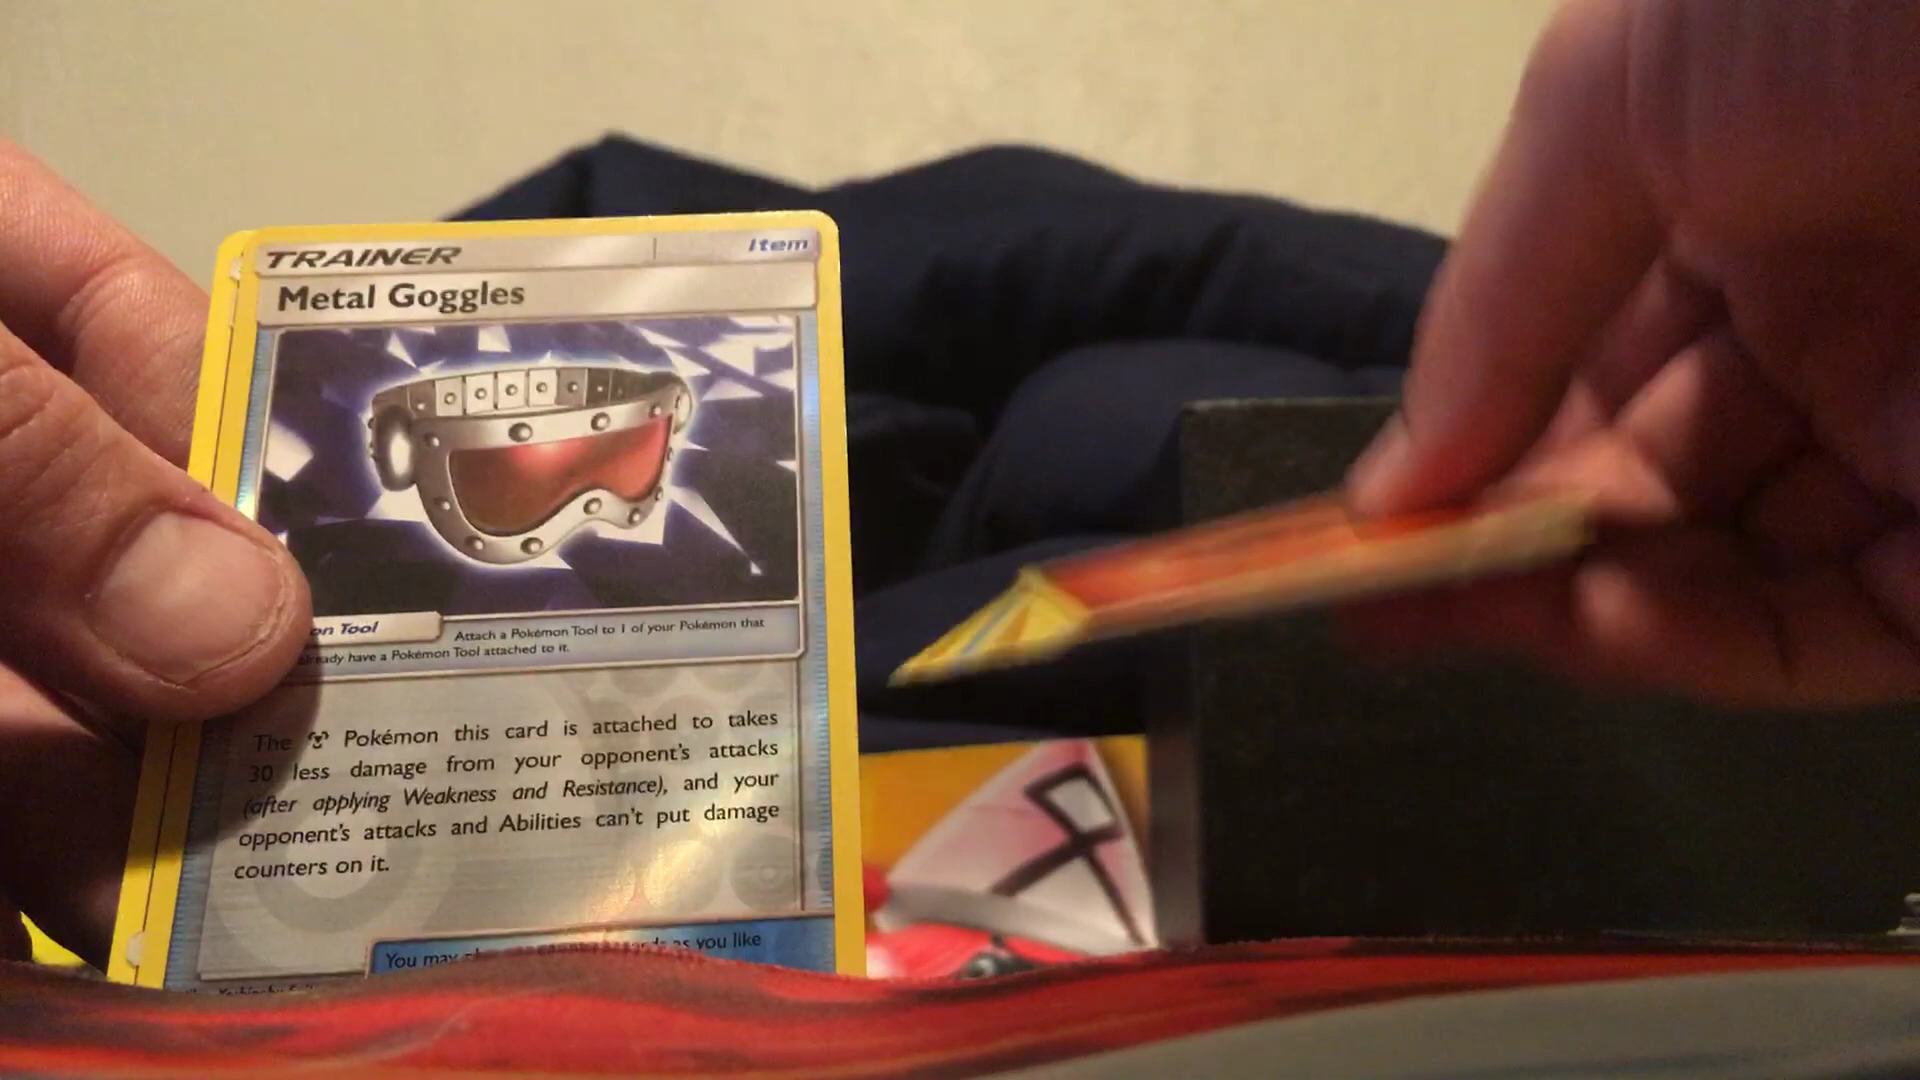 TRAINER
Item
Metal Goggles
on Tool
Attach a Pokémon Tool to 1 of your Pokémon that
already have a Pokémon Tool attached to it.
The Pokémon this card is attached to takes
30 less damage from your opponent's attacks
(after applying Weakness and Resistance), and your
opponent's attacks and Abilities can't put damage
counters on it.
You may as you like